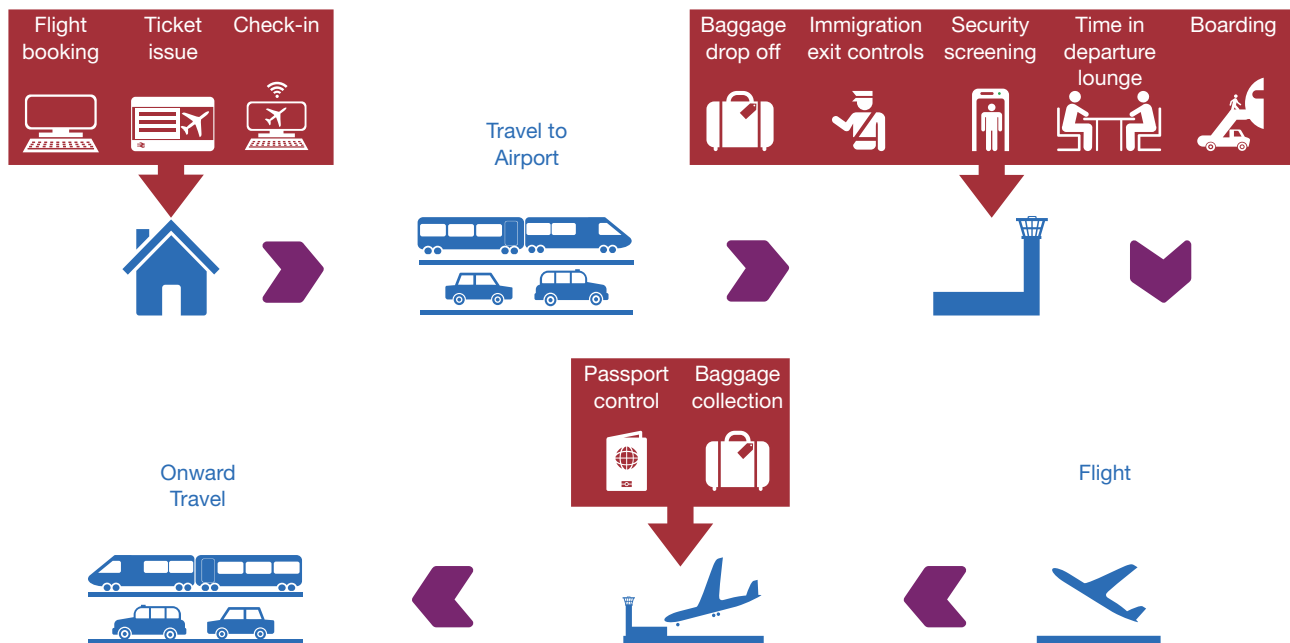 Flight
booking
Ticket
issue
Check-in
Travel to
Airport
Baggage
drop off
Immigration
exit controls
Security
screening
Time in
departure
lounge
Boarding
Flight
Passport
control
Baggage
collection
Onward
Travel